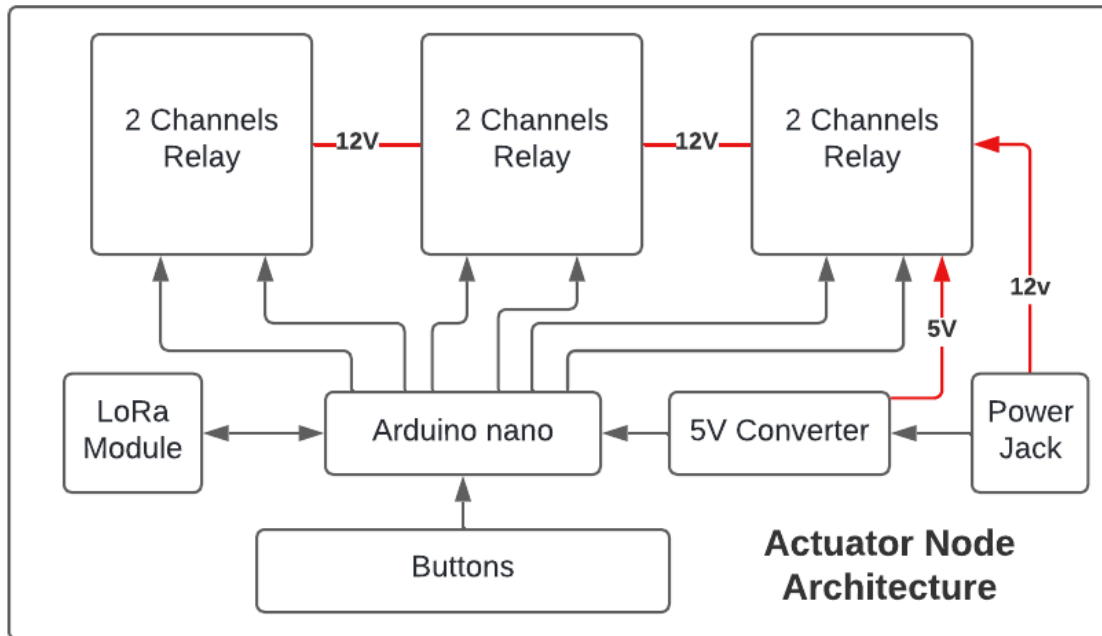 2 Channels
Relay
12V
2 Channels
Relay
12V
2 Channels
Relay
12v
5V
LoRa
Module
Arduino nano
5V Converter
Power
Jack
Buttons
Actuator Node
Architecture